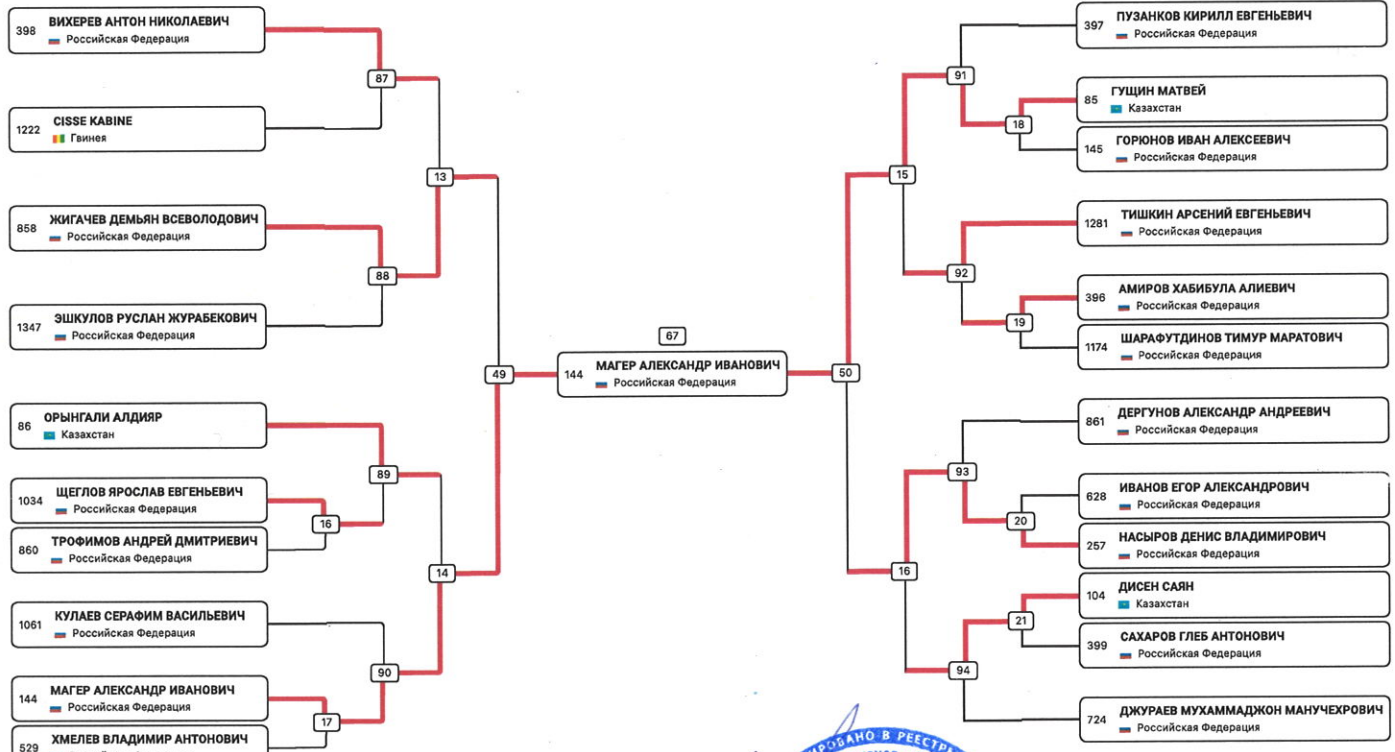 398 ВИХЕРЕВ АНТОН НИКОЛАЕВИЧ
Российская Федерация
87
1222 CISSE KABINE
Гвинея
13
858 ЖИГАЧЕВ ДЕМЬЯН ВСЕВОЛОДОВИЧ
Российская Федерация
88
1347 ЭШКУЛОВ РУСЛАН ЖУРАБЕКОВИЧ
Российская Федерация
49
86 ОРЫНГАЛИ АЛДИЯР
Казахстан
89
1034 ЩЕГЛОВ ЯРОСЛАВ ЕВГЕНЬЕВИЧ
Российская Федерация
16
860 ТРОФИМОВ АНДРЕЙ ДМИТРИЕВИЧ
Российская Федерация
14
1061 КУЛАЕВ СЕРАФИМ ВАСИЛЬЕВИЧ
Российская Федерация
90
144 МАГЕР АЛЕКСАНДР ИВАНОВИЧ
Российская Федерация
17
529 ХМЕЛЕВ ВЛАДИМИР АНТОНОВИЧ
67
144 МАГЕР АЛЕКСАНДР ИВАНОВИЧ
Российская Федерация
397 ПУЗАНКОВ КИРИЛЛ ЕВГЕНЬЕВИЧ
Российская Федерация
91
85 ГУЩИН МАТВЕЙ
Казахстан
18
145 ГОРЮНОВ ИВАН АЛЕКСЕЕВИЧ
Российская Федерация
15
1281 ТИШКИН АРСЕНИЙ ЕВГЕНЬЕВИЧ
Российская Федерация
92
396 АМИРОВ ХАБИБУЛА АЛИЕВИЧ
Российская Федерация
19
1174 ШАРАФУТДИНОВ ТИМУР МАРАТОВИЧ
Российская Федерация
50
861 ДЕРГУНОВ АЛЕКСАНДР АНДРЕЕВИЧ
Российская Федерация
93
628 ИВАНОВ ЕГОР АЛЕКСАНДРОВИЧ
Российская Федерация
20
257 НАСЫРОВ ДЕНИС ВЛАДИМИРОВИЧ
Российская Федерация
16
104 ДИСЕН САЯН
Казахстан
21
399 САХАРОВ ГЛЕБ АНТОНОВИЧ
Российская Федерация
94
724 ДЖУРАЕВ МУХАММАДЖОН МАНУЧЕХРОВИЧ
Российская Федерация
В РЕЕСТР